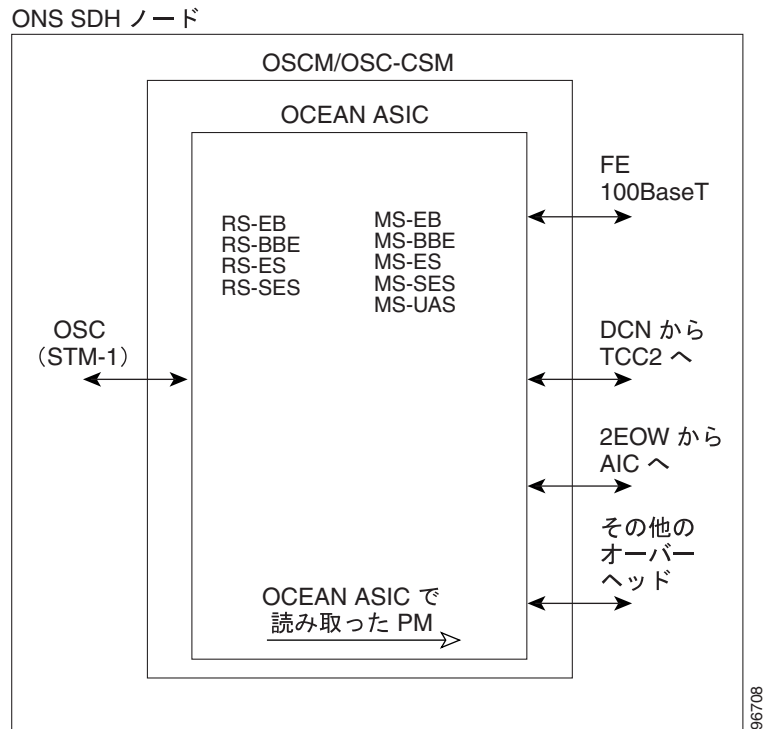 ONS SDH ノード
OSCM/OSC-CSM
OCEAN ASIC
FE
100BaseT
RS-EB
RS-BBE
RS-ES
RS-SES
MS-EB
MS-BBE
MS-ES
MS-SES
MS-UAS
OSC
（STM-1）
DCN から
TCC2 へ
2EOW から
AIC へ
その他の
オーバー
ヘッド
OCEAN ASIC で
読み取った PM
96708